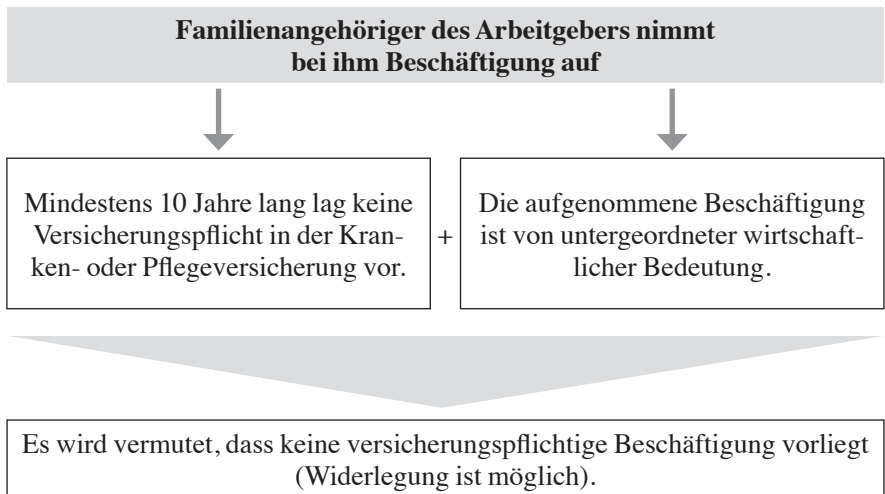 Familienangehöriger des Arbeitgebers nimmt
bei ihm Beschäftigung auf
Mindestens 10 Jahre lang lag keine
Versicherungspflicht in der Kran-
ken- oder Pflegeversicherung vor.
+
Die aufgenommene Beschäftigung
ist von untergeordneter wirtschaft-
licher Bedeutung.
Es wird vermutet, dass keine versicherungspflichtige Beschäftigung vorliegt
(Widerlegung ist möglich).